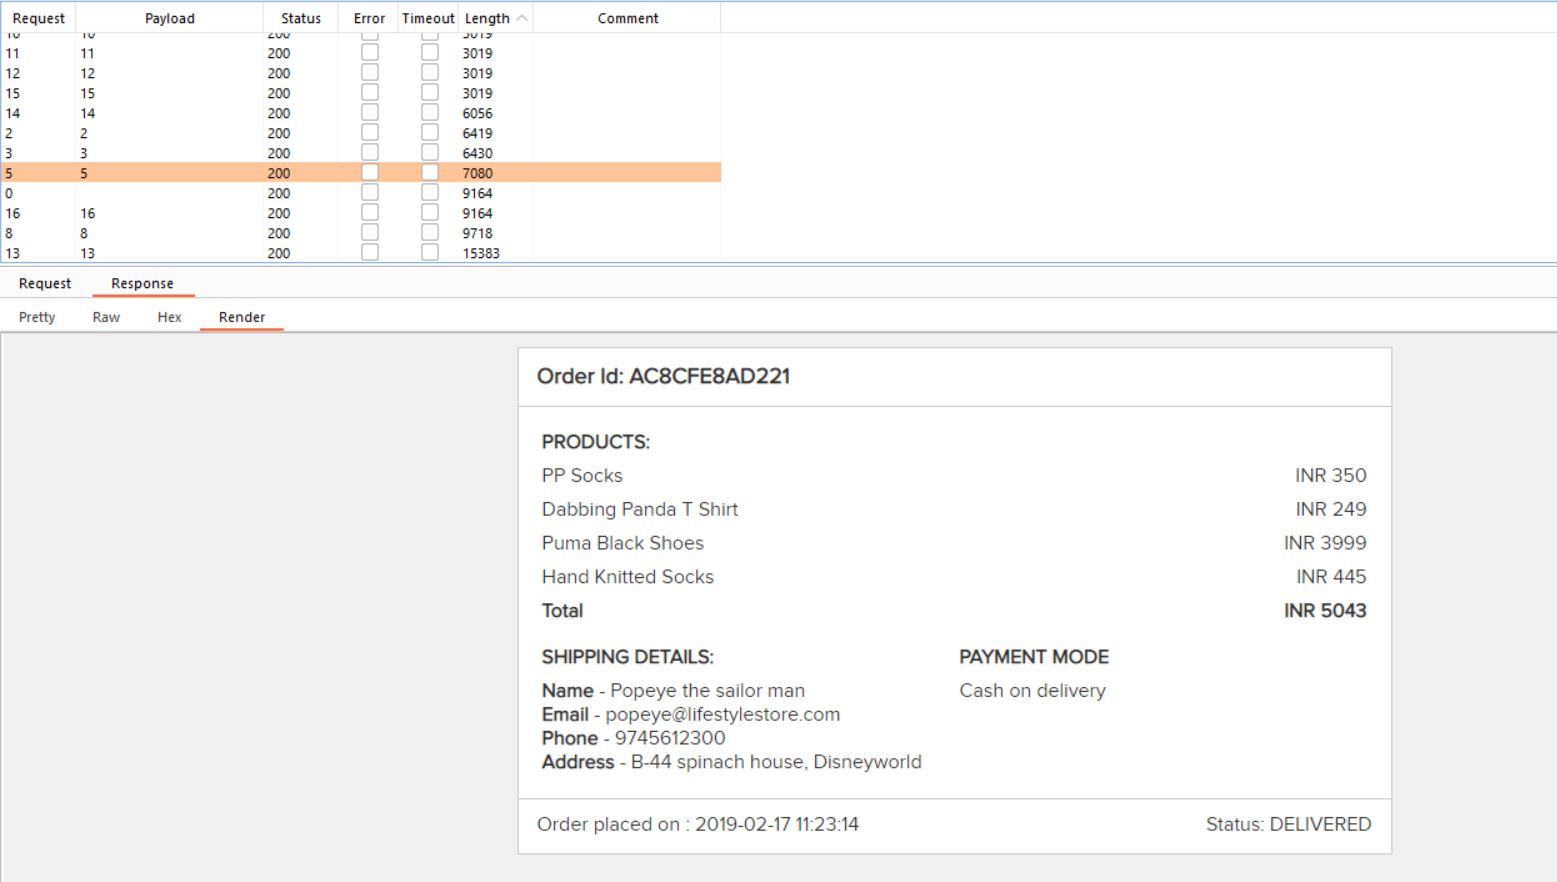 Request Payload Status Error Timeout Length Comment
10 10 200 3019
11 11 200 3019
12 12 200 3019
15 15 200 3019
14 14 200 6056
2 2 200 6419
3 3 200 6430
5 5 200 7080
0 200 9164
16 16 200 9164
8 8 200 9718
13 13 200 15383
Request Response
Pretty Raw Hex Render
Order Id: AC8CFE8AD221
PRODUCTS:
PP Socks INR 350
Dabbing Panda T Shirt INR 249
Puma Black Shoes INR 3999
Hand Knitted Socks INR 445
Total INR 5043
SHIPPING DETAILS: PAYMENT MODE
Name - Popeye the sailor man Cash on delivery
Email - popeye@lifestylestore.com
Phone - 9745612300
Address - B-44 spinach house, Disneyworld
Order placed on : 2019-02-17 11:23:14 Status: DELIVERED